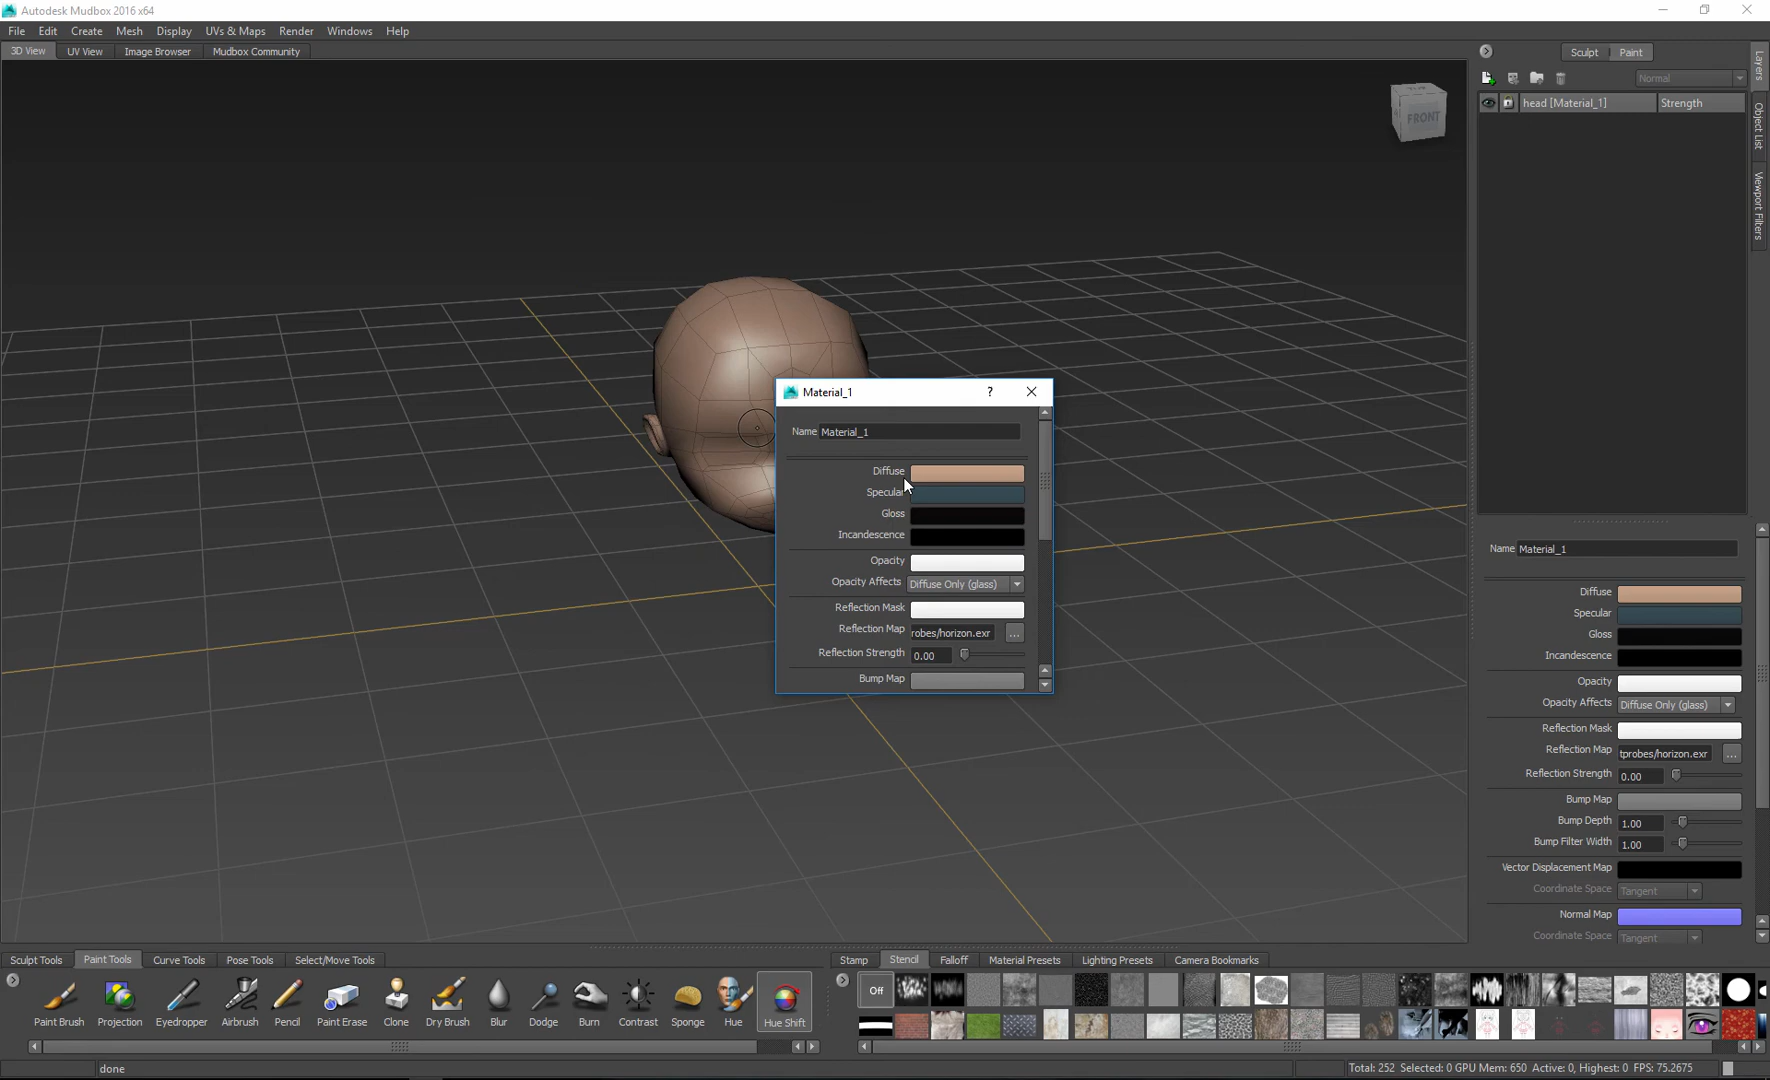 Autodesk Mudbox 2016 x64
File Edit Create Mesh Display UVs & Maps Render Windows Help
3D View UV View Image Browser Mudbox Community
Sculpt Paint
Layers
Object List
Viewport Filters
Normal
head [Material_1] Strength
FRONT
Material_1 ?
Name Material_1
Diffuse
Specular
Gloss
Incandescence
Opacity
Opacity Affects Diffuse Only (glass)
Reflection Mask
Reflection Map robes/horizon.exr ...
Reflection Strength 0.00
Bump Map
Name Material_1
Diffuse
Specular
Gloss
Incandescence
Opacity
Opacity Affects Diffuse Only (glass)
Reflection Mask
Reflection Map tprobes/horizon.exr ...
Reflection Strength 0.00
Bump Map
Bump Depth 1.00
Bump Filter Width 1.00
Vector Displacement Map
Coordinate Space Tangent
Normal Map
Coordinate Space Tangent
Sculpt Tools Paint Tools Curve Tools Pose Tools Select/Move Tools
Paint Brush Projection Eyedropper Airbrush Pencil Paint Erase Clone Dry Brush Blur Dodge Burn Contrast Sponge Hue Hue Shift
Stamp Stencil Falloff Material Presets Lighting Presets Camera Bookmarks
Off
done
Total: 252 Selected: 0 GPU Mem: 650 Active: 0, Highest: 0 FPS: 75.2675